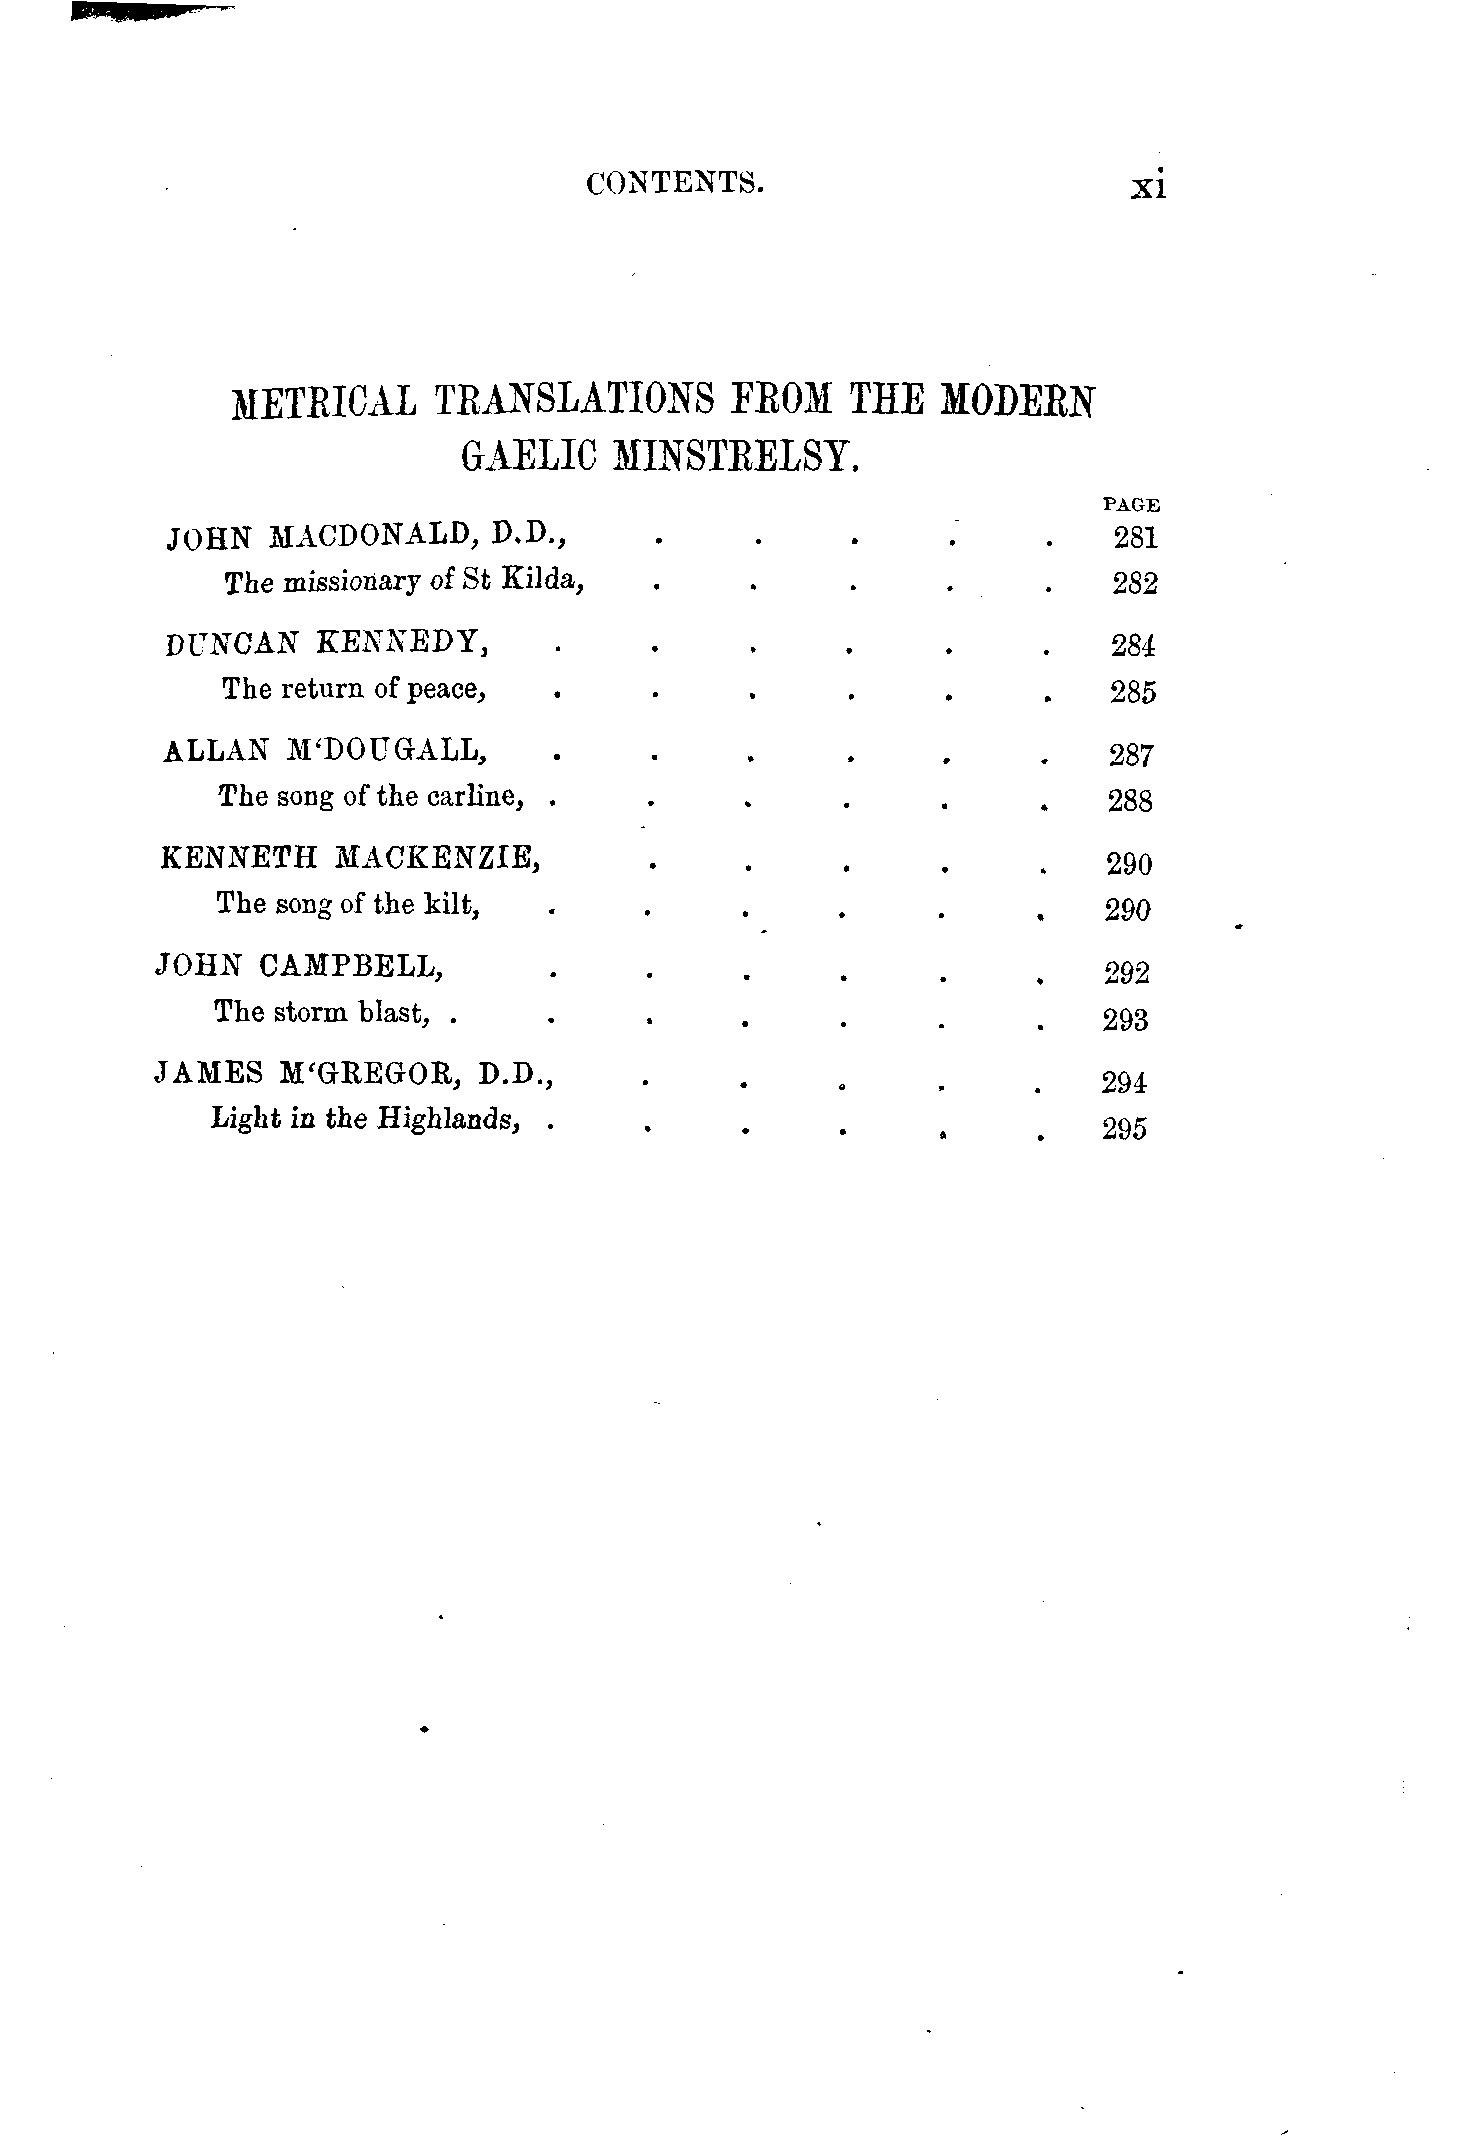 CONTENTS. xi
METRICAL TRANSLATIONS FROM THE MODERN
GAELIC MINSTRELSY.
PAGE
JOHN MACDONALD, D.D., . . . . . 281
The missionary of St Kilda, . . . . . 282
DUNCAN KENNEDY, . . . . . . 284
The return of peace, . . . . . . 285
ALLAN M‘DOUGALL, . . . . . . 287
The song of the carline, . . . . . . 288
KENNETH MACKENZIE, . . . . . 290
The song of the kilt, . . . . . . 290
JOHN CAMPBELL, . . . . . . 292
The storm blast, . . . . . . . 293
JAMES M‘GREGOR, D.D., . . . . . 294
Light in the Highlands, . . . . . . 295